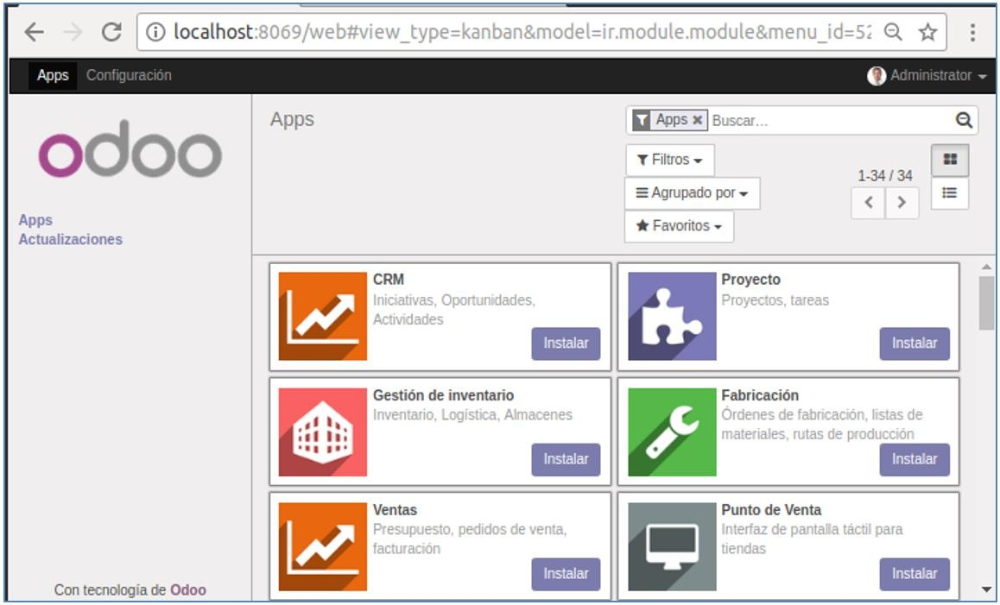 localhost:8069/web#view_type=kanban&model=ir.module.module&menu_id=52
Apps Configuración Administrator
odoo
Apps
Actualizaciones
Apps
Apps Buscar...
Filtros
Agrupado por
Favoritos
1-34 / 34
CRM
Iniciativas, Oportunidades,
Actividades
Instalar
Proyecto
Proyectos, tareas
Instalar
Gestión de inventario
Inventario, Logística, Almacenes
Instalar
Fabricación
Órdenes de fabricación, listas de
materiales, rutas de producción
Instalar
Ventas
Presupuesto, pedidos de venta,
facturación
Instalar
Punto de Venta
Interfaz de pantalla táctil para
tiendas
Instalar
Con tecnología de Odoo